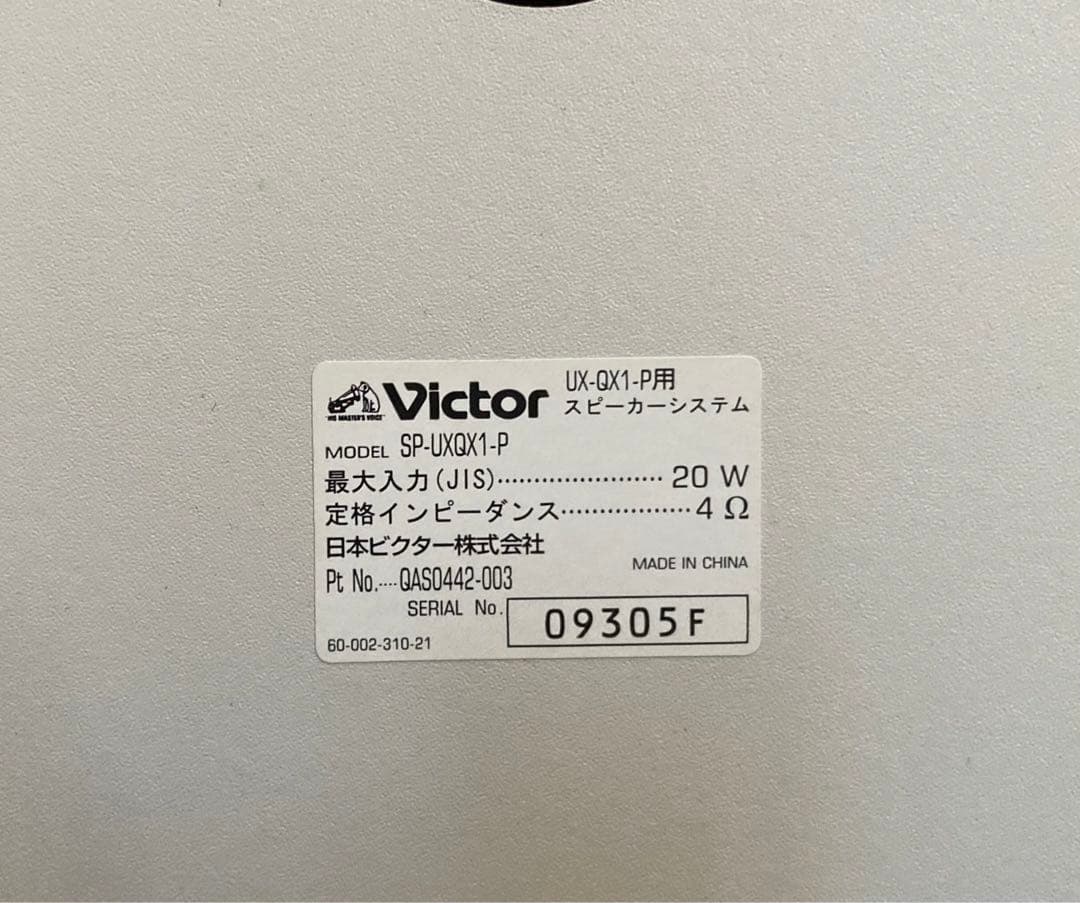 "HIS MASTER'S VOICE"
Victor
UX-QX1-P用
スピーカーシステム
MODEL SP-UXQX1-P
最大入力(JIS)…………………… 20 W
定格インピーダンス……………… 4 Ω
日本ビクター株式会社
MADE IN CHINA
Pt No.‥‥QAS0442-003
SERIAL No. 09305F
60-002-310-21